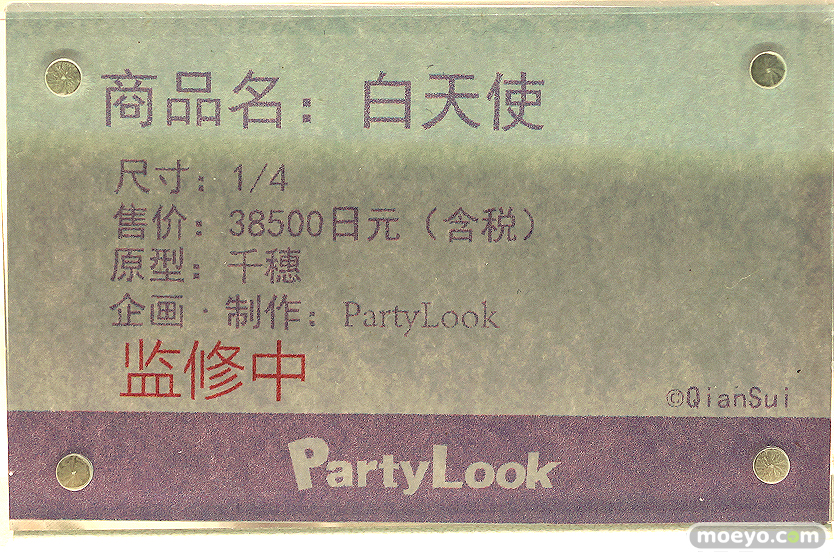 商品名：白天使
尺寸：1/4
售价：38500日元（含税）
原型：千穗
企画·制作：PartyLook
监修中
©QianSui
PartyLook
moeyo.com